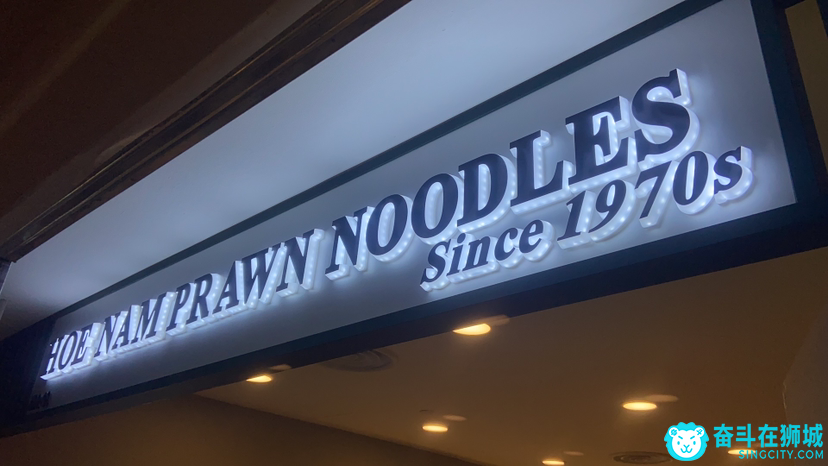 HOE NAM PRAWN NOODLES
Since 1970s
奋斗在狮城
SINGCITY.COM